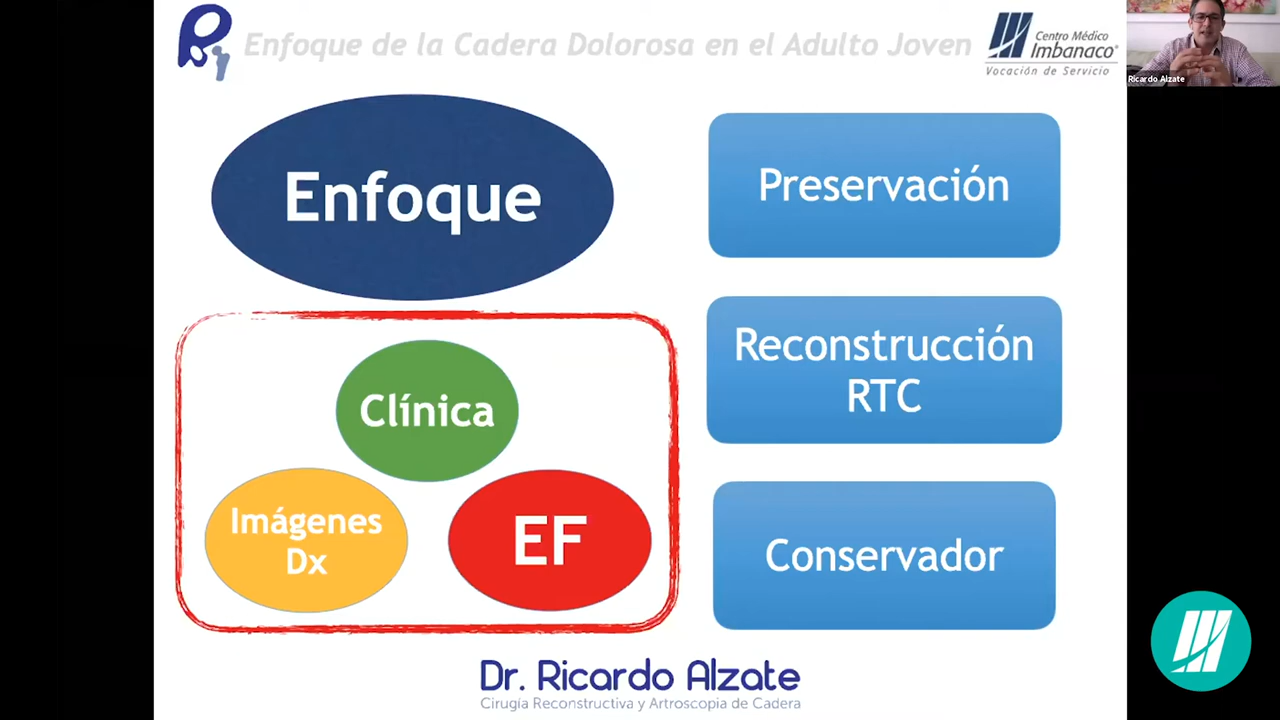 Enfoque de la Cadera Dolorosa en el Adulto Joven
Centro Médico
Imbanaco
Vocación de Servicio
Ricardo Alzate
Enfoque
Preservación
Clínica
Reconstrucción
RTC
Imágenes
Dx
EF
Conservador
Dr. Ricardo Alzate
Cirugía Reconstructiva y Artroscopia de Cadera